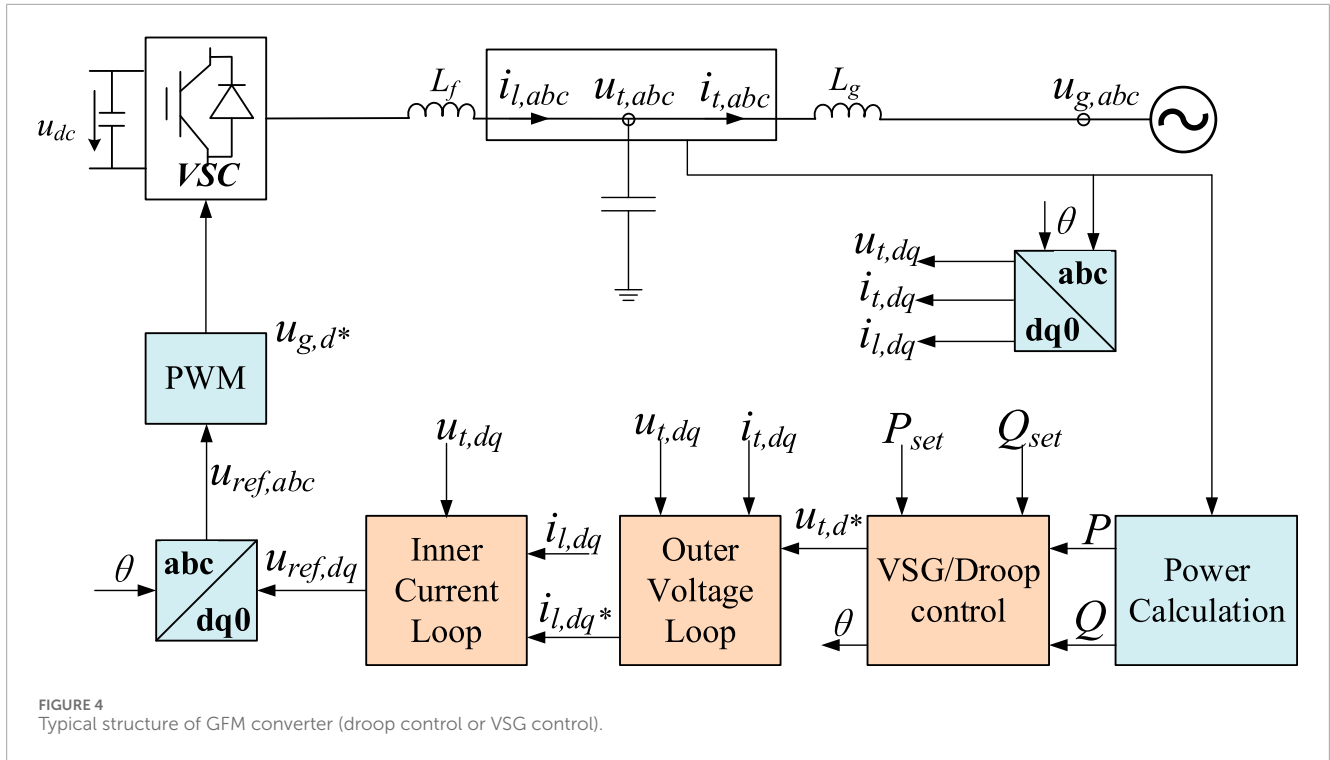 u_dc
VSC
L_f
i_l,abc
u_t,abc
i_t,abc
L_g
u_g,abc
θ
abc
dq0
u_t,dq
i_t,dq
i_l,dq
u_g,d*
PWM
u_ref,abc
θ
abc
dq0
u_ref,dq
u_t,dq
Inner
Current
Loop
i_l,dq
i_l,dq*
u_t,dq
i_t,dq
Outer
Voltage
Loop
u_t,d*
θ
P_set
Q_set
VSG/Droop
control
P
Q
Power
Calculation
FIGURE 4
Typical structure of GFM converter (droop control or VSG control).